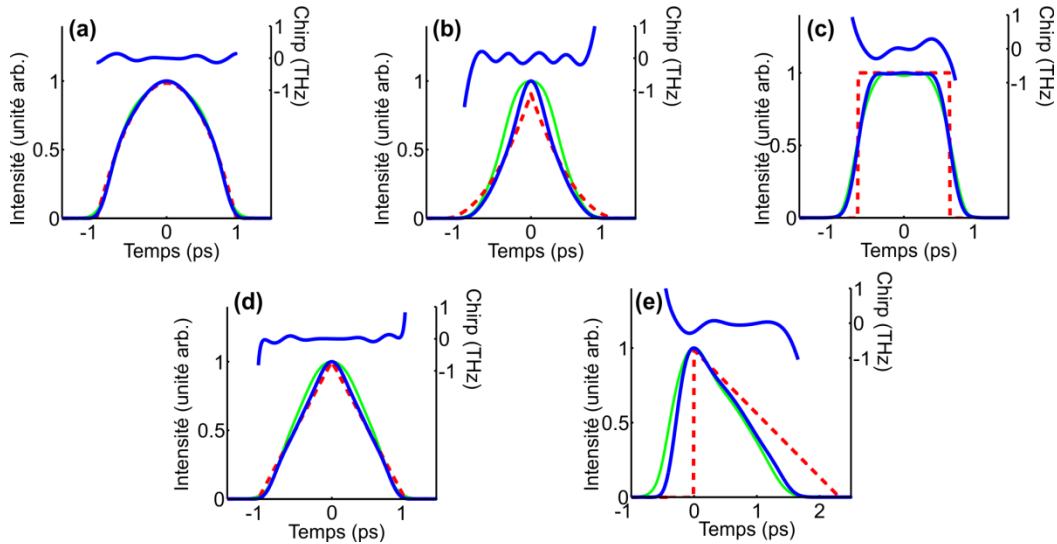 (a)
Intensité (unité arb.)
1
0.5
0
-1
0
1
Temps (ps)
1
0
-1
Chirp (THz)
(b)
Intensité (unité arb.)
1
0.5
0
-1
0
1
Temps (ps)
1
0
-1
Chirp (THz)
(c)
Intensité (unité arb.)
1
0.5
0
-1
0
1
Temps (ps)
1
0
-1
Chirp (THz)
(d)
Intensité (unité arb.)
1
0.5
0
-1
0
1
Temps (ps)
1
0
-1
Chirp (THz)
(e)
Intensité (unité arb.)
1
0.5
0
-1
0
1
2
Temps (ps)
1
0
-1
Chirp (THz)